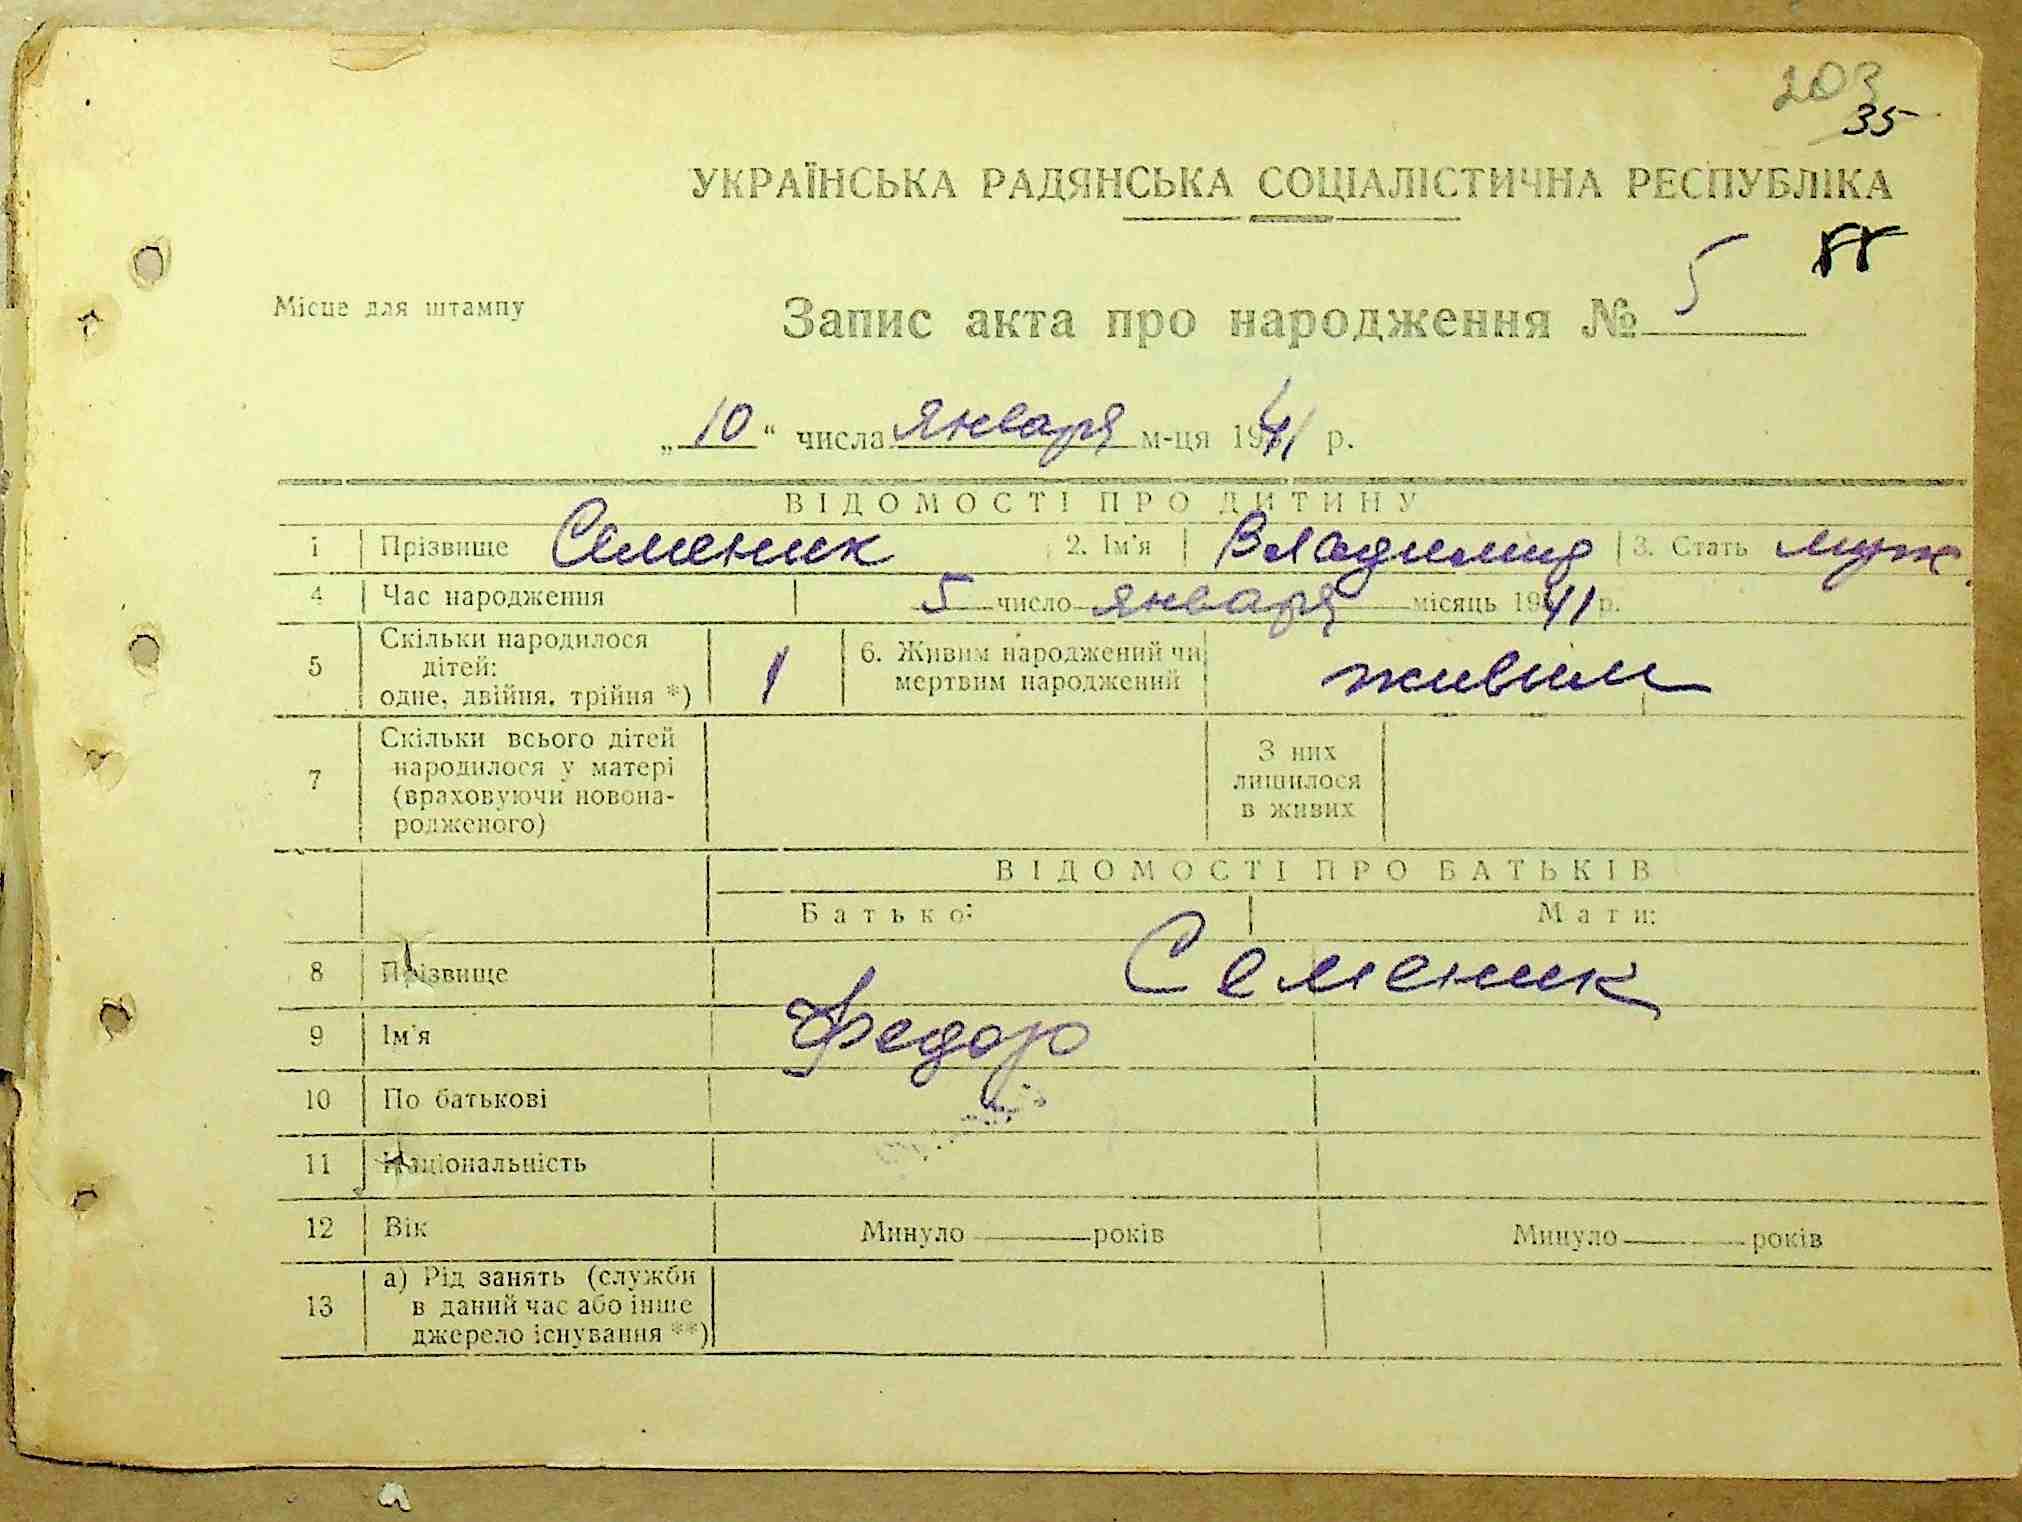 203
35
УКРАЇНСЬКА РАДЯНСЬКА СОЦІАЛІСТИЧНА РЕСПУБЛІКА
Місце для штампу
Запис акта про народження № 5
„ 10 " числа января м-ця 1941 р.
ВІДОМОСТІ ПРО ДИТИНУ
1 Прізвище Семеник 2. Ім'я Владимир 3. Стать муж.
4 Час народження 5 число января місяць 1941 р.
5 Скільки народилося дітей: одне, двійня, трійня *) 1 6. Живим народжений чи мертвим народжений живим
7 Скільки всього дітей народилося у матері (враховуючи новона-родженого) З них лишилося в живих
ВІДОМОСТІ ПРО БАТЬКІВ
Батько: Мати:
8 Прізвище Семеник
9 Ім'я Федор
10 По батькові
11 Національність
12 Вік Минуло років Минуло років
13 а) Рід занять (служби в даний час або інше джерело існування **)